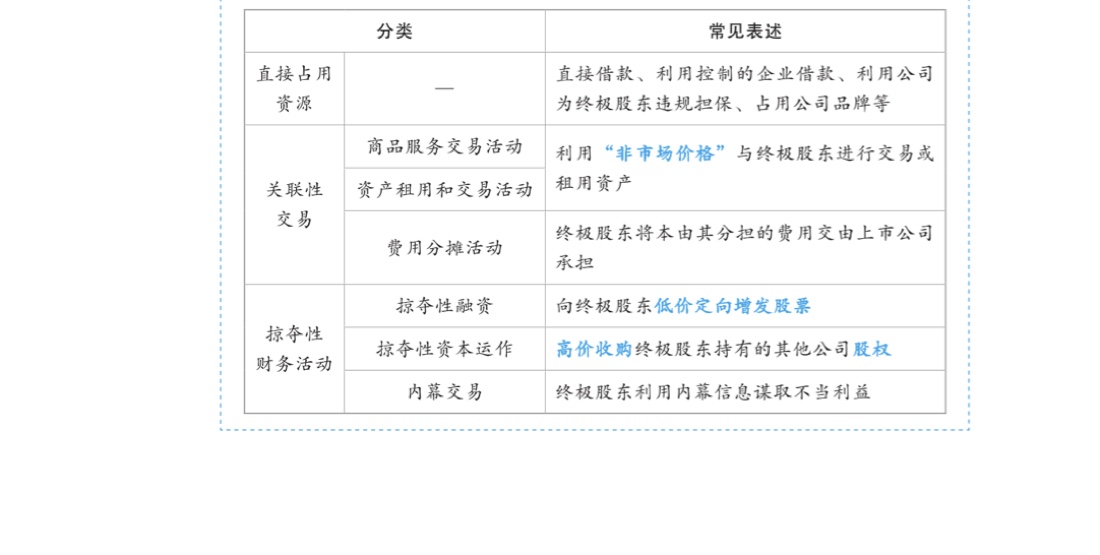 分类 常见表述
直接占用
资源
—
直接借款、利用控制的企业借款、利用公司
为终极股东违规担保、占用公司品牌等
关联性
交易
商品服务交易活动
资产租用和交易活动
利用“非市场价格”与终极股东进行交易或
租用资产
费用分摊活动
终极股东将本由其分担的费用交由上市公司
承担
掠夺性
财务活动
掠夺性融资
向终极股东低价定向增发股票
掠夺性资本运作
高价收购终极股东持有的其他公司股权
内幕交易
终极股东利用内幕信息谋取不当利益